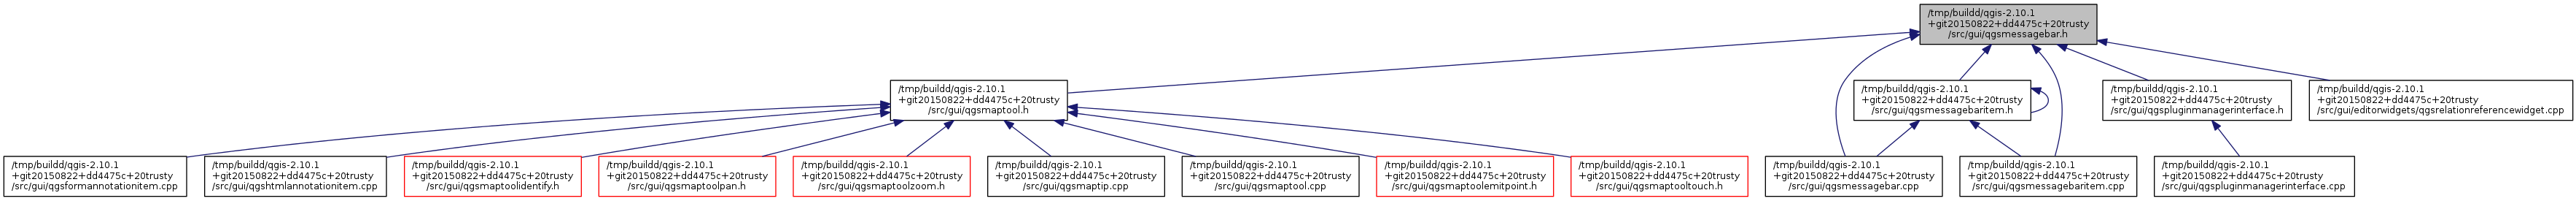 /tmp/buildd/qgis-2.10.1
+git20150822+dd4475c+20trusty
/src/gui/qgsmessagebar.h
/tmp/buildd/qgis-2.10.1
+git20150822+dd4475c+20trusty
/src/gui/qgsmaptool.h
/tmp/buildd/qgis-2.10.1
+git20150822+dd4475c+20trusty
/src/gui/qgsmessagebaritem.h
/tmp/buildd/qgis-2.10.1
+git20150822+dd4475c+20trusty
/src/gui/qgspluginmanagerinterface.h
/tmp/buildd/qgis-2.10.1
+git20150822+dd4475c+20trusty
/src/gui/editorwidgets/qgsrelationreferencewidget.cpp
/tmp/buildd/qgis-2.10.1
+git20150822+dd4475c+20trusty
/src/gui/qgsformannotationitem.cpp
/tmp/buildd/qgis-2.10.1
+git20150822+dd4475c+20trusty
/src/gui/qgshtmlannotationitem.cpp
/tmp/buildd/qgis-2.10.1
+git20150822+dd4475c+20trusty
/src/gui/qgsmaptoolidentify.h
/tmp/buildd/qgis-2.10.1
+git20150822+dd4475c+20trusty
/src/gui/qgsmaptoolpan.h
/tmp/buildd/qgis-2.10.1
+git20150822+dd4475c+20trusty
/src/gui/qgsmaptoolzoom.h
/tmp/buildd/qgis-2.10.1
+git20150822+dd4475c+20trusty
/src/gui/qgsmaptip.cpp
/tmp/buildd/qgis-2.10.1
+git20150822+dd4475c+20trusty
/src/gui/qgsmaptool.cpp
/tmp/buildd/qgis-2.10.1
+git20150822+dd4475c+20trusty
/src/gui/qgsmaptoolemitpoint.h
/tmp/buildd/qgis-2.10.1
+git20150822+dd4475c+20trusty
/src/gui/qgsmaptooltouch.h
/tmp/buildd/qgis-2.10.1
+git20150822+dd4475c+20trusty
/src/gui/qgsmessagebar.cpp
/tmp/buildd/qgis-2.10.1
+git20150822+dd4475c+20trusty
/src/gui/qgsmessagebaritem.cpp
/tmp/buildd/qgis-2.10.1
+git20150822+dd4475c+20trusty
/src/gui/qgspluginmanagerinterface.cpp